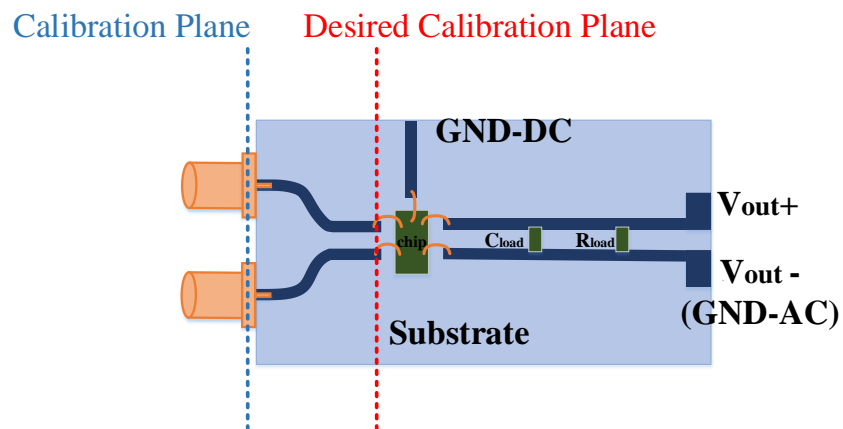 Calibration Plane Desired Calibration Plane
GND-DC
Vout+
chip Cload Rload
Vout -
(GND-AC)
Substrate